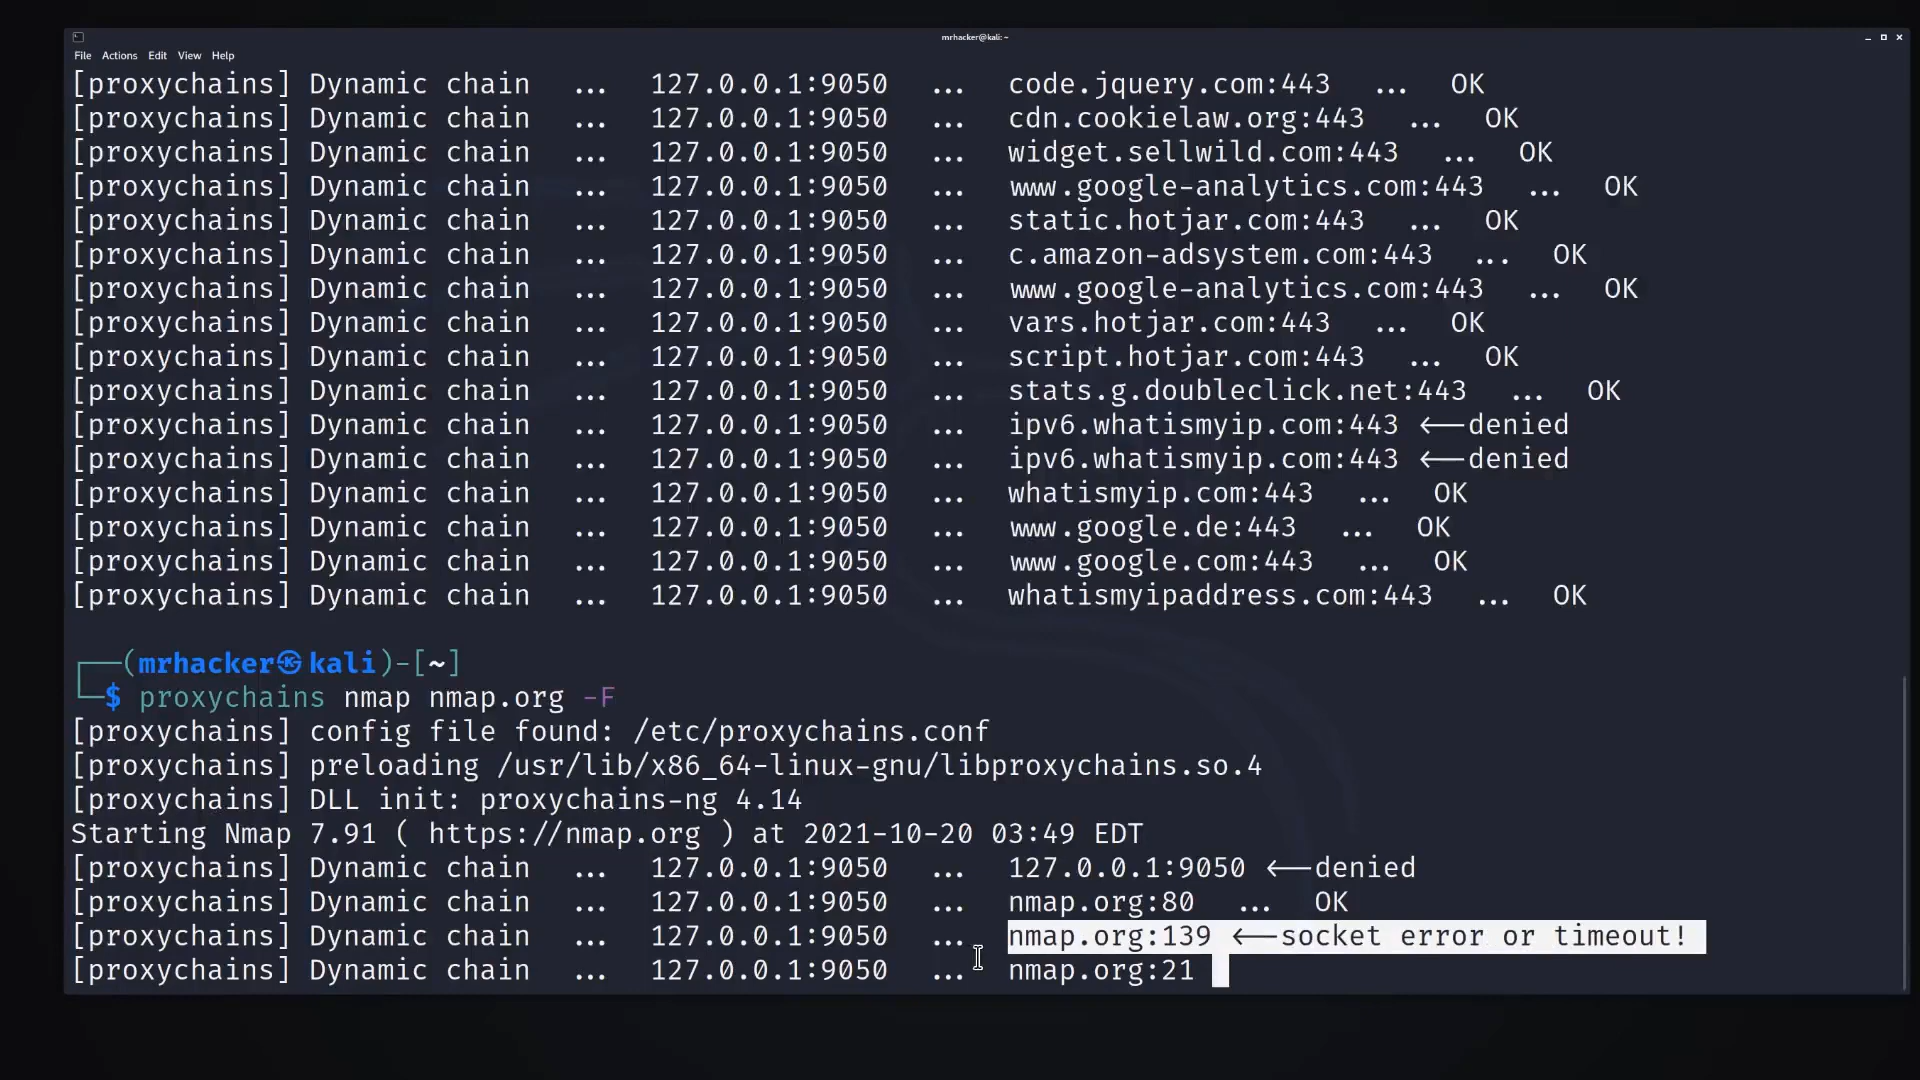 mrhacker@kali: ~
File Actions Edit View Help
[proxychains] Dynamic chain ... 127.0.0.1:9050 ... code.jquery.com:443 ... OK
[proxychains] Dynamic chain ... 127.0.0.1:9050 ... cdn.cookielaw.org:443 ... OK
[proxychains] Dynamic chain ... 127.0.0.1:9050 ... widget.sellwild.com:443 ... OK
[proxychains] Dynamic chain ... 127.0.0.1:9050 ... www.google-analytics.com:443 ... OK
[proxychains] Dynamic chain ... 127.0.0.1:9050 ... static.hotjar.com:443 ... OK
[proxychains] Dynamic chain ... 127.0.0.1:9050 ... c.amazon-adsystem.com:443 ... OK
[proxychains] Dynamic chain ... 127.0.0.1:9050 ... www.google-analytics.com:443 ... OK
[proxychains] Dynamic chain ... 127.0.0.1:9050 ... vars.hotjar.com:443 ... OK
[proxychains] Dynamic chain ... 127.0.0.1:9050 ... script.hotjar.com:443 ... OK
[proxychains] Dynamic chain ... 127.0.0.1:9050 ... stats.g.doubleclick.net:443 ... OK
[proxychains] Dynamic chain ... 127.0.0.1:9050 ... ipv6.whatismyip.com:443 <--denied
[proxychains] Dynamic chain ... 127.0.0.1:9050 ... ipv6.whatismyip.com:443 <--denied
[proxychains] Dynamic chain ... 127.0.0.1:9050 ... whatismyip.com:443 ... OK
[proxychains] Dynamic chain ... 127.0.0.1:9050 ... www.google.de:443 ... OK
[proxychains] Dynamic chain ... 127.0.0.1:9050 ... www.google.com:443 ... OK
[proxychains] Dynamic chain ... 127.0.0.1:9050 ... whatismyipaddress.com:443 ... OK
┌──(mrhacker㉿kali)-[~]
└─$ proxychains nmap nmap.org -F
[proxychains] config file found: /etc/proxychains.conf
[proxychains] preloading /usr/lib/x86_64-linux-gnu/libproxychains.so.4
[proxychains] DLL init: proxychains-ng 4.14
Starting Nmap 7.91 ( https://nmap.org ) at 2021-10-20 03:49 EDT
[proxychains] Dynamic chain ... 127.0.0.1:9050 ... 127.0.0.1:9050 <--denied
[proxychains] Dynamic chain ... 127.0.0.1:9050 ... nmap.org:80 ... OK
[proxychains] Dynamic chain ... 127.0.0.1:9050 ... nmap.org:139 <--socket error or timeout!
[proxychains] Dynamic chain ... 127.0.0.1:9050 ... nmap.org:21